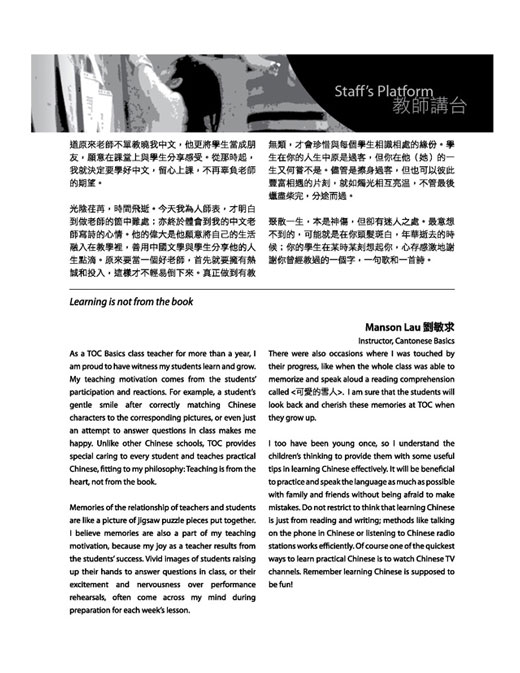 Staff's Platform
教師講台
道原來老師不單教曉我中文，他更將學生當成朋
友，願意在課堂上與學生分享感受。從那時起，
我就決定要學好中文，留心上課，不再辜負老師
的期望。
光陰荏苒，時間飛逝。今天我為人師表，才明白
到做老師的箇中難處；亦終於體會到我的中文老
師寫詩的心情。他的偉大是他願意將自己的生活
融入在教學裡，善用中國文學與學生分享他的人
生點滴。原來要當一個好老師，首先就要擁有熱
誠和投入，這樣才不輕易倒下來。真正做到有教
無類，才會珍惜與每個學生相識相處的緣份。學
生在你的人生中原是過客，但你在他（她）的一
生又何嘗不是。儘管是擦身過客，但也可以彼此
豐富相遇的片刻，就如燭光相互亮溫，不管最後
蠟盡柴完，分途而過。
聚散一生，本是神傷，但卻有迷人之處。最意想
不到的，可能就是在你頭髮斑白，年華逝去的時
候；你的學生在某時某刻想起你，心存感激地謝
謝你曾經教過的一個字，一句歌和一首詩。
Learning is not from the book
Manson Lau 劉敏求
Instructor, Cantonese Basics
As a TOC Basics class teacher for more than a year, I
am proud to have witness my students learn and grow.
My teaching motivation comes from the students'
participation and reactions. For example, a student's
gentle smile after correctly matching Chinese
characters to the corresponding pictures, or even just
an attempt to answer questions in class makes me
happy. Unlike other Chinese schools, TOC provides
special caring to every student and teaches practical
Chinese, fitting to my philosophy: Teaching is from the
heart, not from the book.
Memories of the relationship of teachers and students
are like a picture of jigsaw puzzle pieces put together.
I believe memories are also a part of my teaching
motivation, because my joy as a teacher results from
the students' success. Vivid images of students raising
up their hands to answer questions in class, or their
excitement and nervousness over performance
rehearsals, often come across my mind during
preparation for each week's lesson.
There were also occasions where I was touched by
their progress, like when the whole class was able to
memorize and speak aloud a reading comprehension
called <可愛的雪人>. I am sure that the students will
look back and cherish these memories at TOC when
they grow up.
I too have been young once, so I understand the
children's thinking to provide them with some useful
tips in learning Chinese effectively. It will be beneficial
to practice and speak the language as much as possible
with family and friends without being afraid to make
mistakes. Do not restrict to think that learning Chinese
is just from reading and writing; methods like talking
on the phone in Chinese or listening to Chinese radio
stations works efficiently. Of course one of the quickest
ways to learn practical Chinese is to watch Chinese TV
channels. Remember learning Chinese is supposed to
be fun!